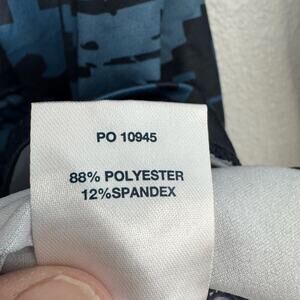 PO 10945
88% POLYESTER
12%SPANDEX